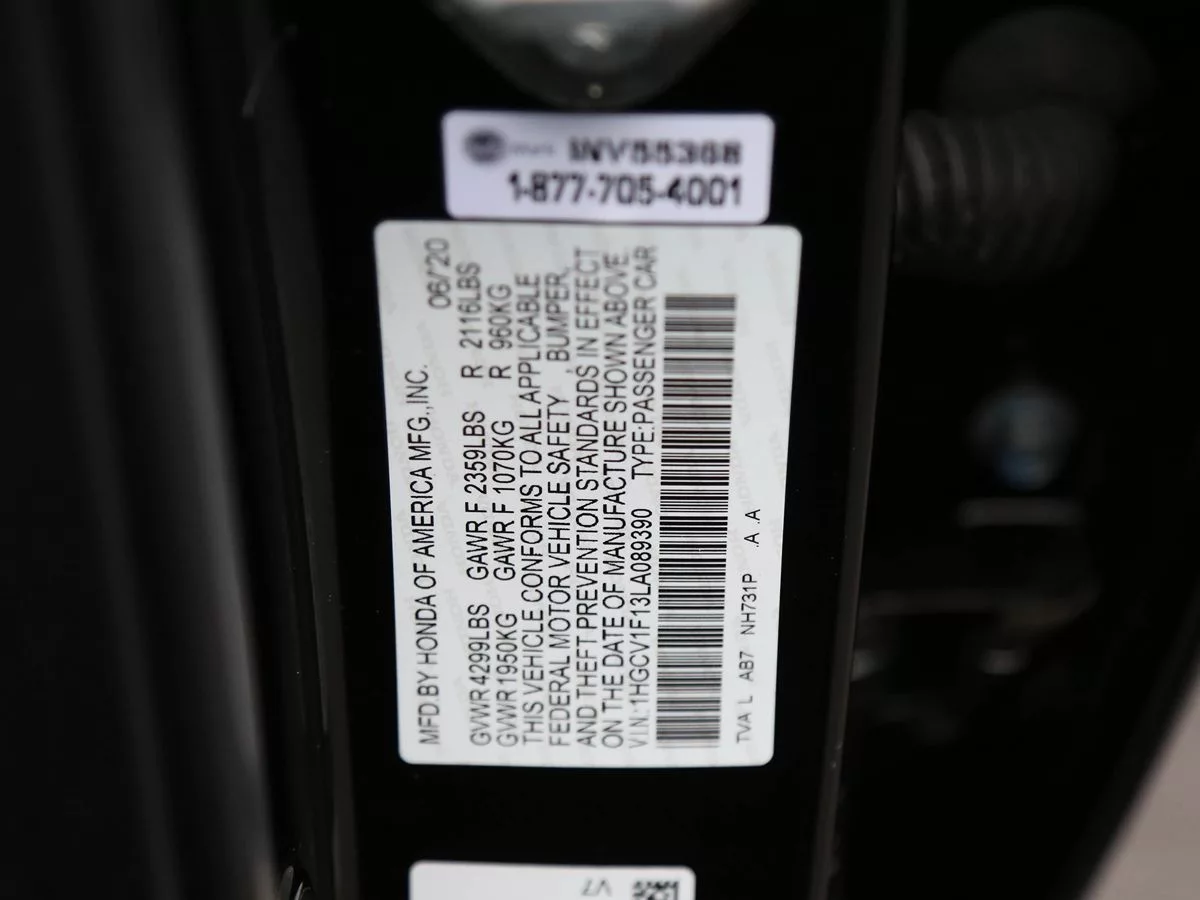 INV55368
1-877-705-4001
MFD.BY HONDA OF AMERICA MFG.,INC. 06/20
GVWR 4299LBS GAWR F 2359LBS R 2116LBS
GVWR 1950KG GAWR F 1070KG R 960KG
THIS VEHICLE CONFORMS TO ALL APPLICABLE
FEDERAL MOTOR VEHICLE SAFETY , BUMPER,
AND THEFT PREVENTION STANDARDS IN EFFECT
ON THE DATE OF MANUFACTURE SHOWN ABOVE.
V.I.N.:1HGCV1F13LA089390 TYPE:PASSENGER CAR
TVA L AB7 NH731P .A .A
V7